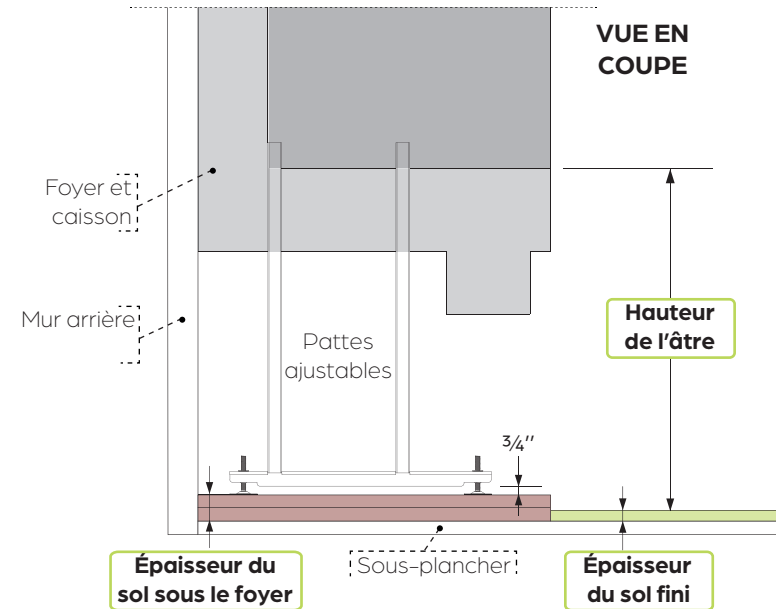 VUE EN
COUPE
Foyer et
caisson
Mur arrière
Pattes
ajustables
Hauteur
de l'âtre
3/4''
Épaisseur du
sol sous le foyer
Sous-plancher
Épaisseur
du sol fini